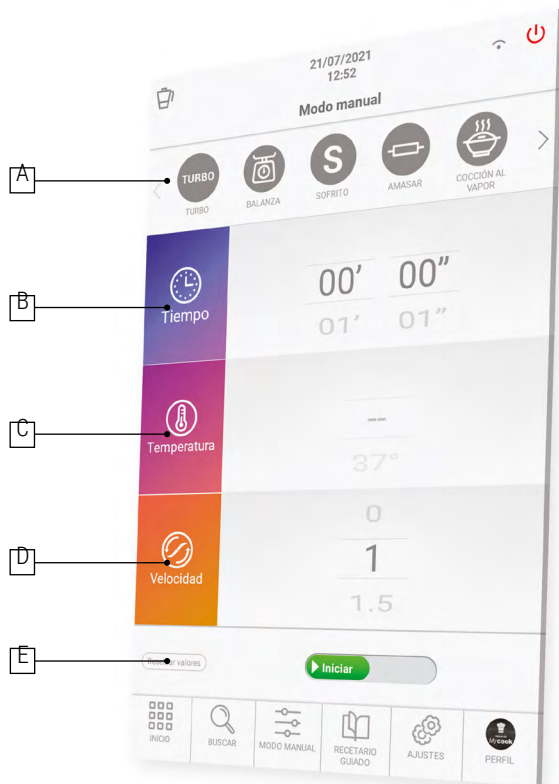 21/07/2021
12:52
Modo manual
A
TURBO
S
TURBO
BALANZA
SOFRITO
AMASAR
COCCIÓN AL
VAPOR
B
Tiempo
00’ 00”
01’ 01”
C
Temperatura
--
37°
D
Velocidad
0
1
1.5
E
Resetear valores
Iniciar
INICIO
BUSCAR
MODO MANUAL
RECETARIO
GUIADO
AJUSTES
Mycook
PERFIL